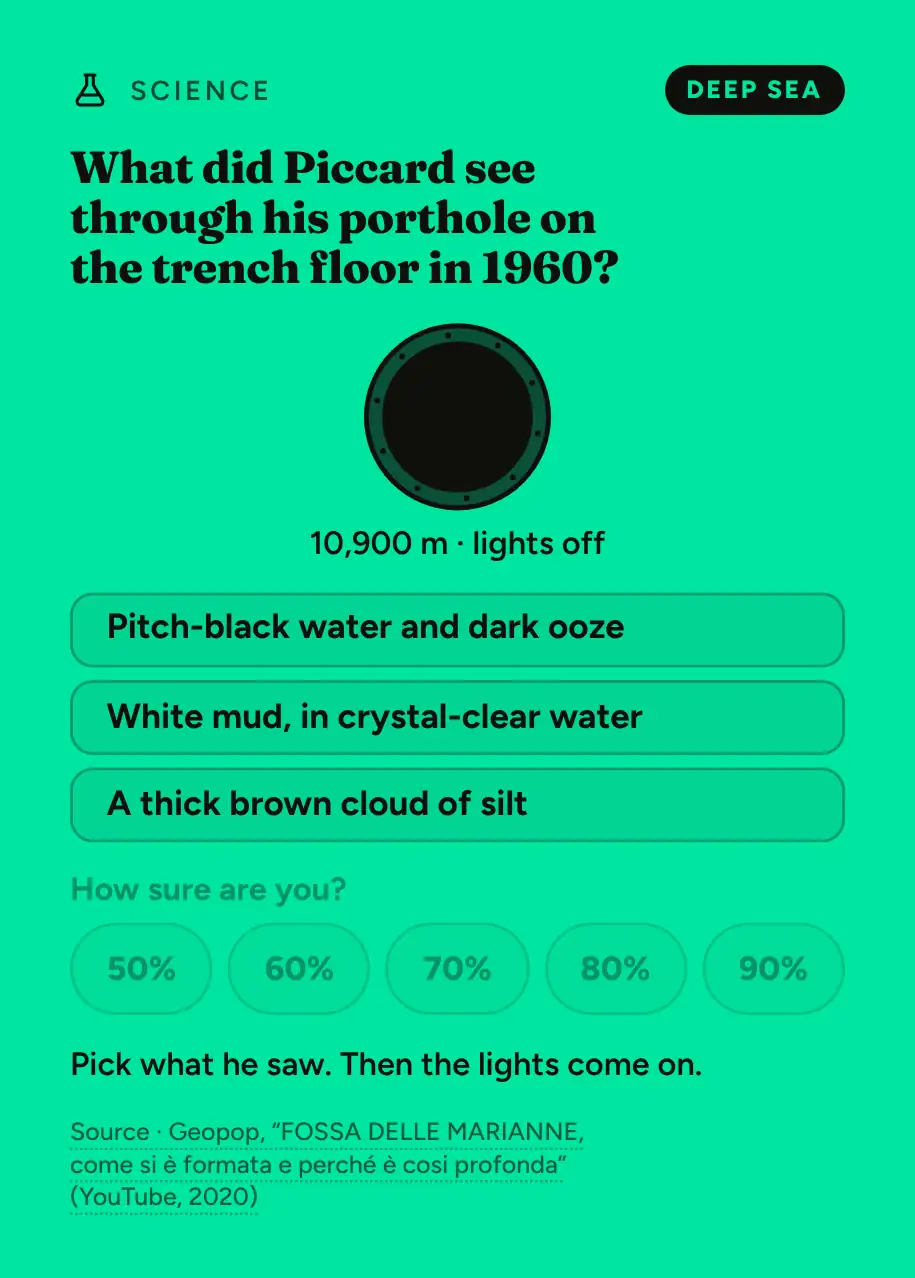 SCIENCE
DEEP SEA
What did Piccard see
through his porthole on
the trench floor in 1960?
10,900 m · lights off
Pitch-black water and dark ooze
White mud, in crystal-clear water
A thick brown cloud of silt
How sure are you?
50% 60% 70% 80% 90%
Pick what he saw. Then the lights come on.
Source · Geopop, “FOSSA DELLE MARIANNE,
come si è formata e perché è cosi profonda”
(YouTube, 2020)